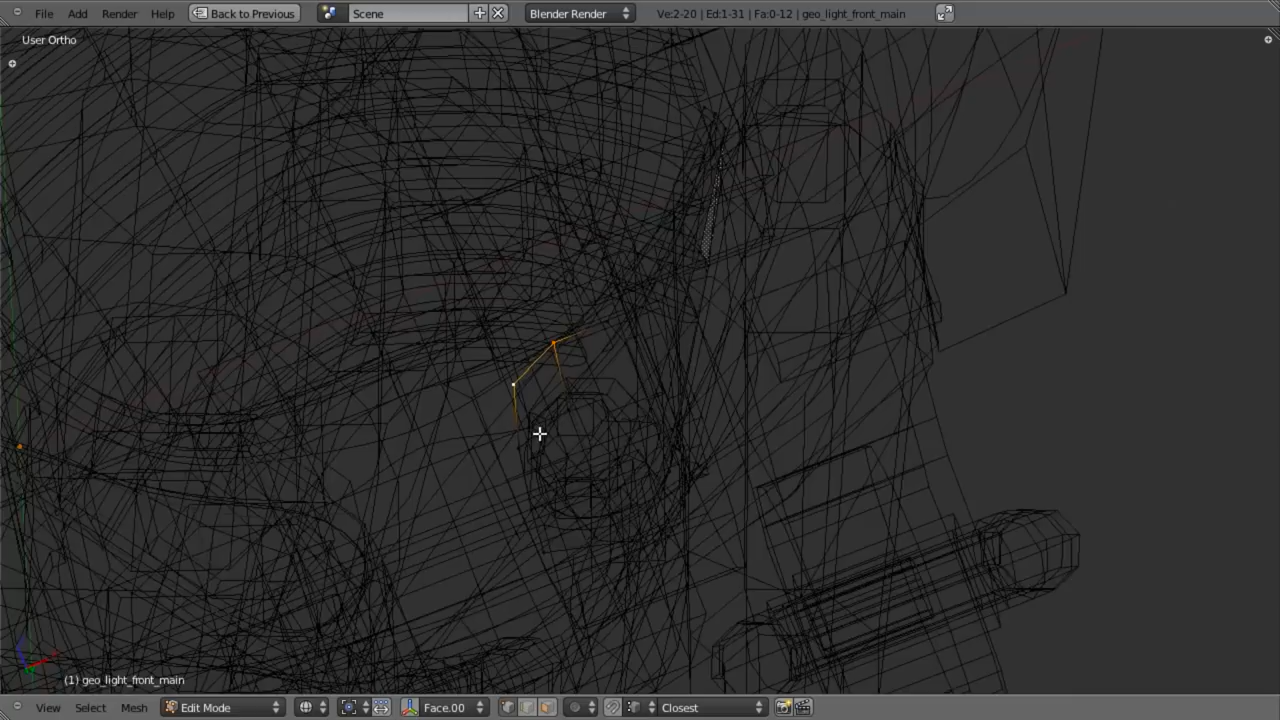 File Add Render Help Back to Previous Scene Blender Render Ve:2-20 | Ed:1-31 | Fa:0-12 | geo_light_front_main
User Ortho
(1) geo_light_front_main
View Select Mesh Edit Mode Face.00 Closest